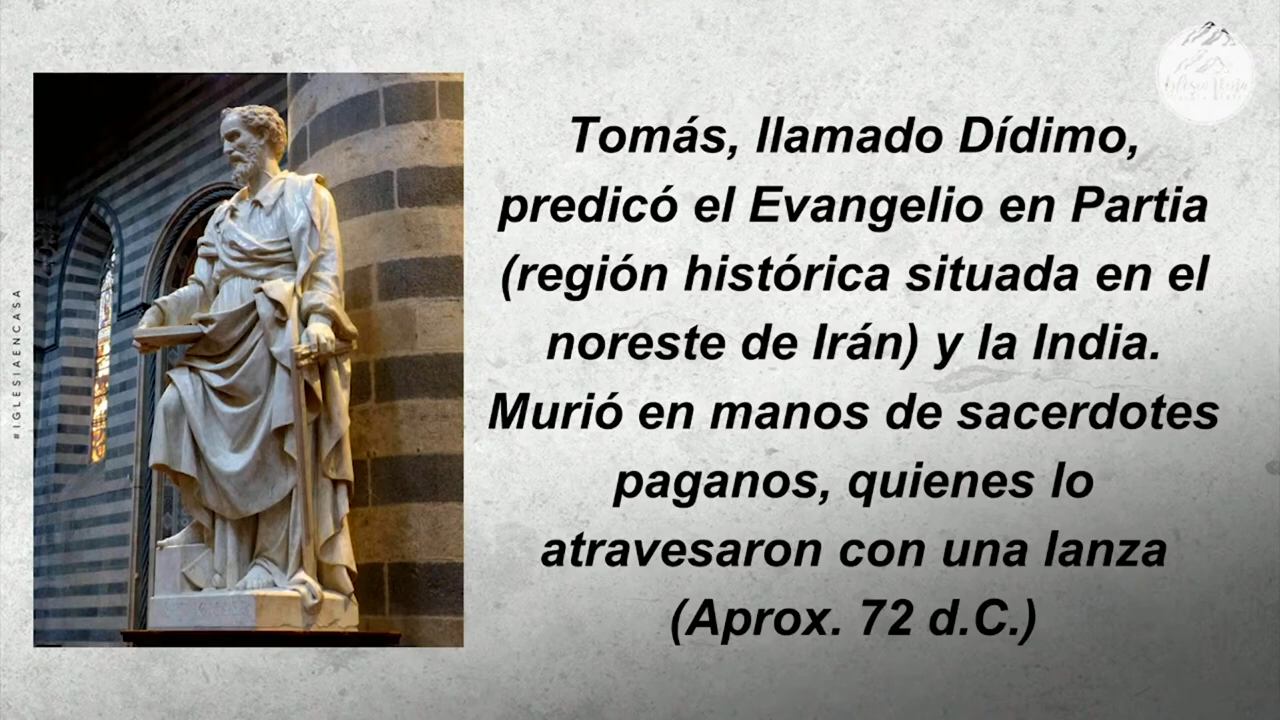 Tomás, llamado Dídimo,
predicó el Evangelio en Partia
(región histórica situada en el
noreste de Irán) y la India.
Murió en manos de sacerdotes
paganos, quienes lo
atravesaron con una lanza
(Aprox. 72 d.C.)
#IGLESIAENCASA